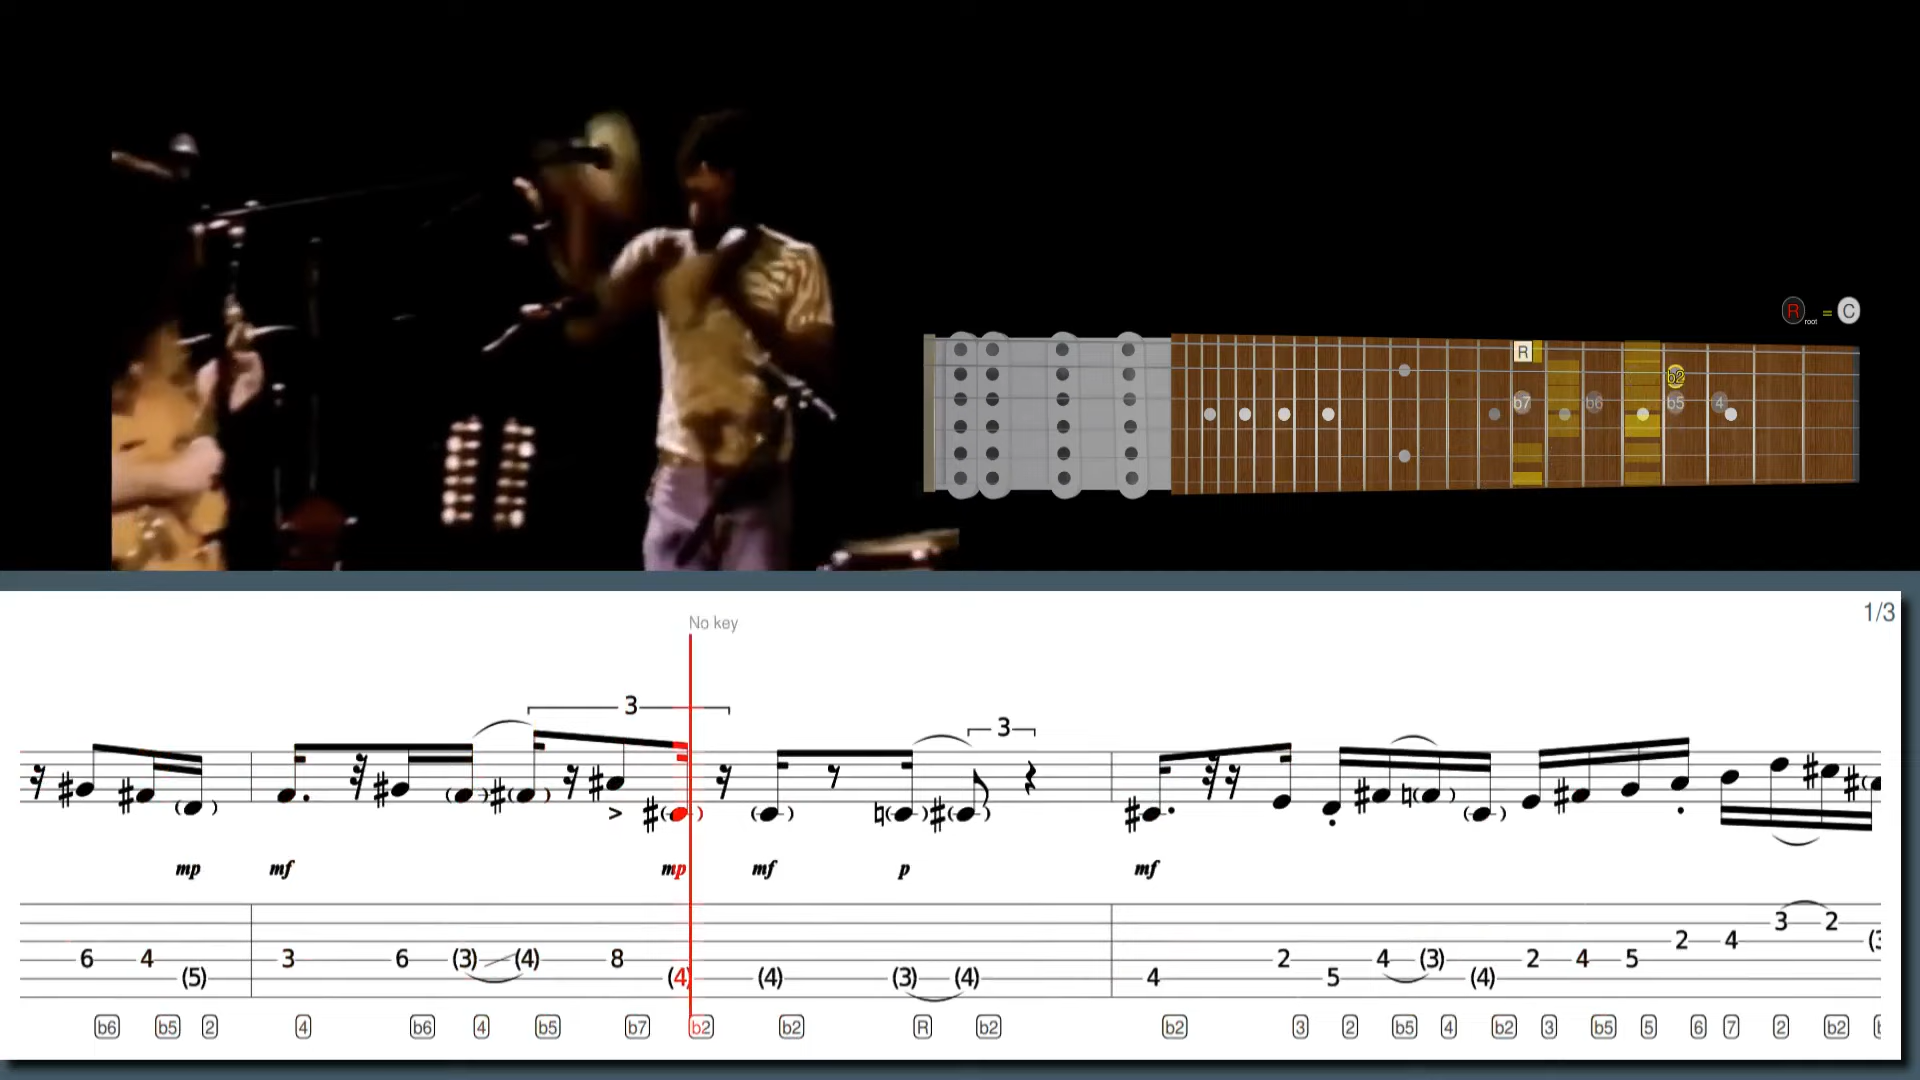 R root = C
R
b2
b7 b6 b5 4
1/3
No key
3
3
mp mf mp mf p mf
3 2
2 4 (3
6 4 3 6 (3) (4) 8 2 4 (3) 2 4 5
(5) (4) (4) (3) (4) 4 5 (4)
b6 b5 2 4 b6 4 b5 b7 b2 b2 R b2 b2 3 2 b5 4 b2 3 b5 5 6 7 2 b2